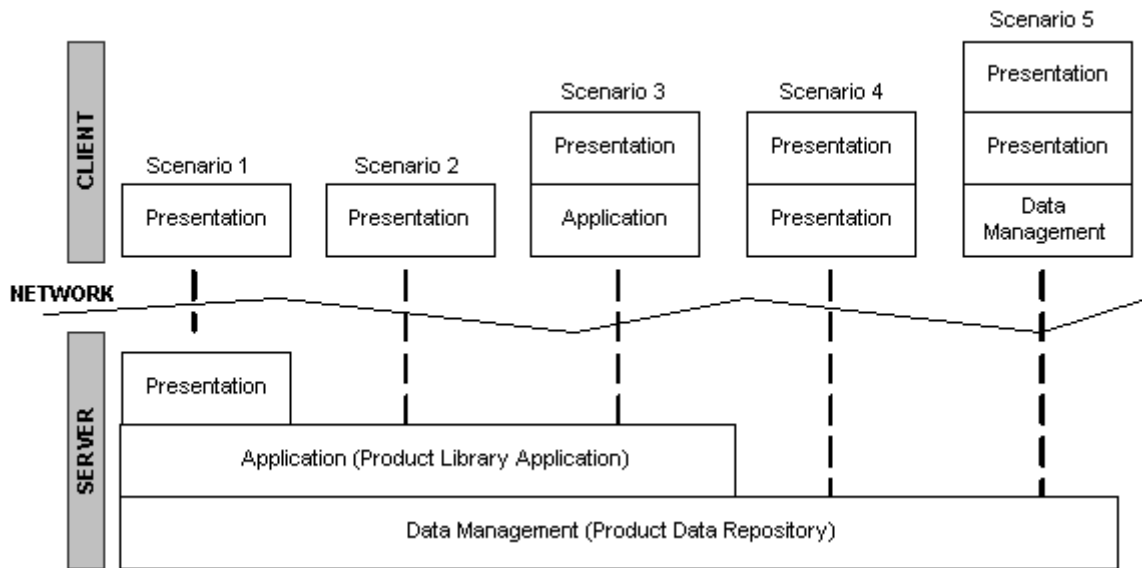 Scenario 5
Presentation
Scenario 3
Scenario 4
Presentation
Presentation
Presentation
Scenario 1
Scenario 2
Presentation
Presentation
Application
Presentation
Data
Management
CLIENT
NETWORK
Presentation
Application (Product Library Application)
Data Management (Product Data Repository)
SERVER